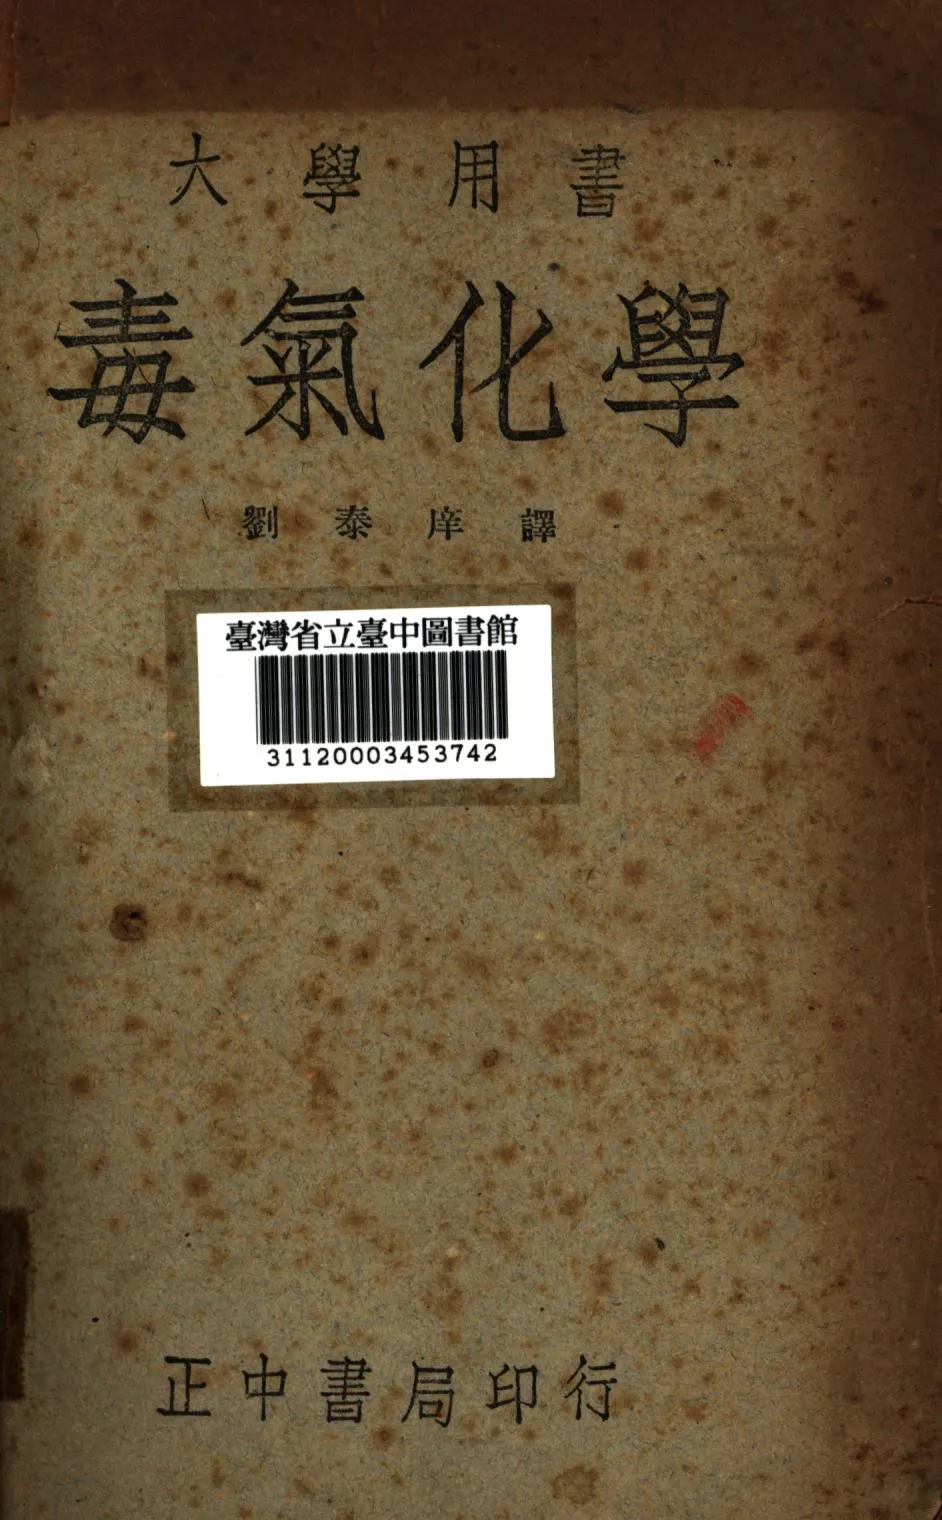 大學用書
毒氣化學
劉泰庠譯
臺灣省立臺中圖書館
31120003453742
正中書局印行